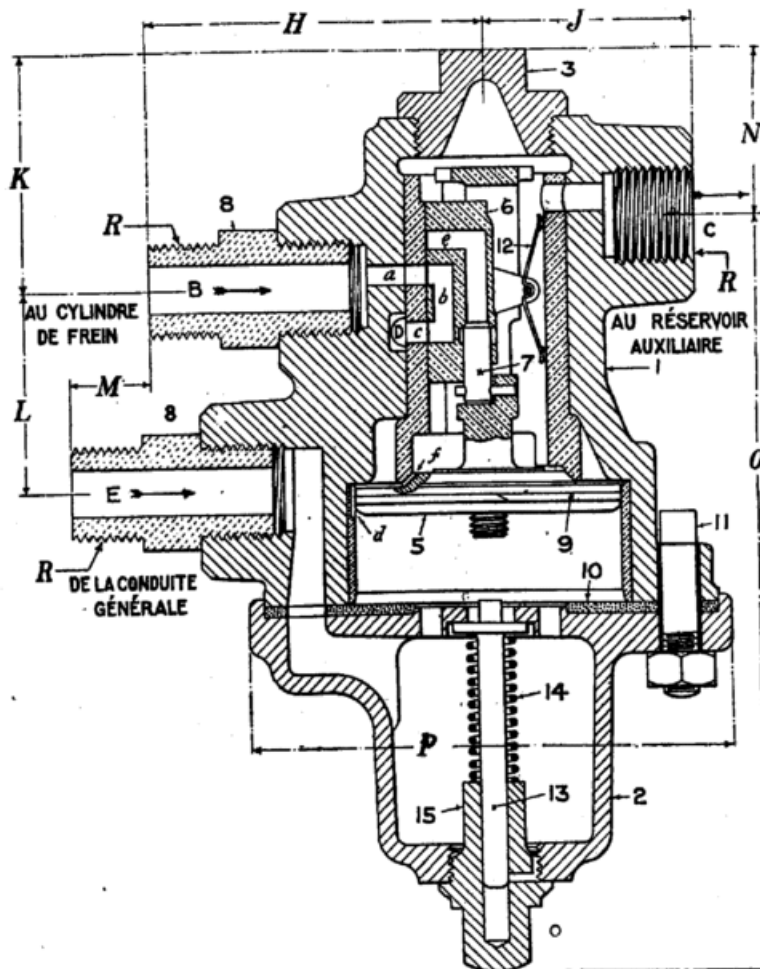 H
J
3
N
K
8
R
6
e
12
C
R
a
B
b
AU CYLINDRE
DE FREIN
D
c
AU RÉSERVOIR
AUXILIAIRE
7
1
M
L
8
f
O
E
d
5
9
11
R
DE LA CONDUITE
GÉNÉRALE
10
14
P
15
13
2